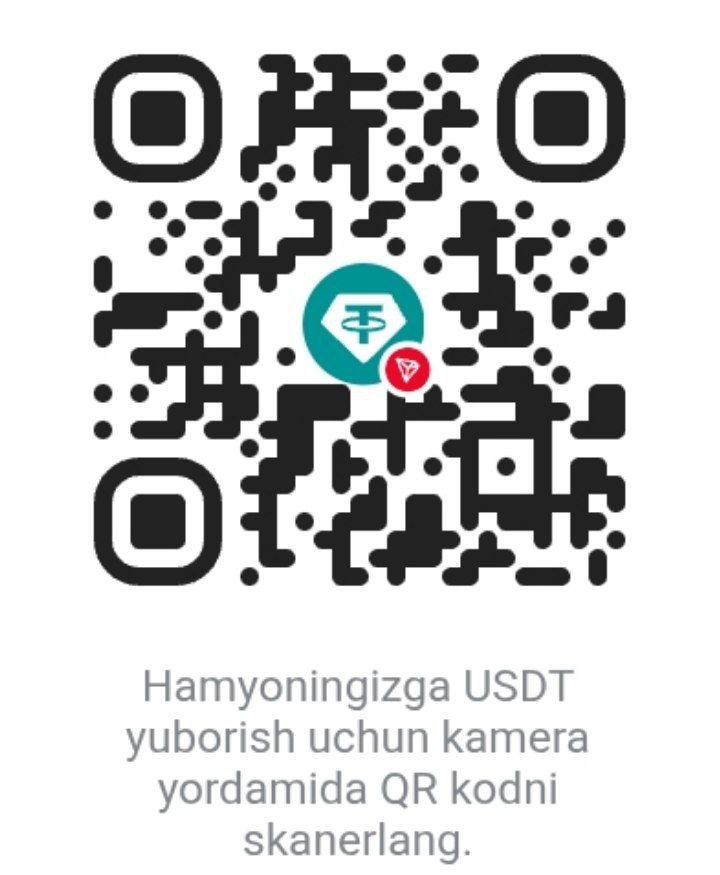 Hamyoningizga USDT
yuborish uchun kamera
yordamida QR kodni
skanerlang.